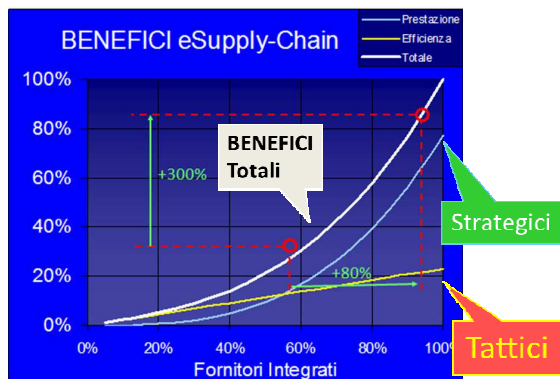 BENEFICI eSupply-Chain
Prestazione
Efficienza
Totale
100%
80%
60%
40%
20%
0%
+300%
BENEFICI
Totali
+80%
Strategici
Tattici
0%
20%
40%
60%
80%
100%
Fornitori Integrati